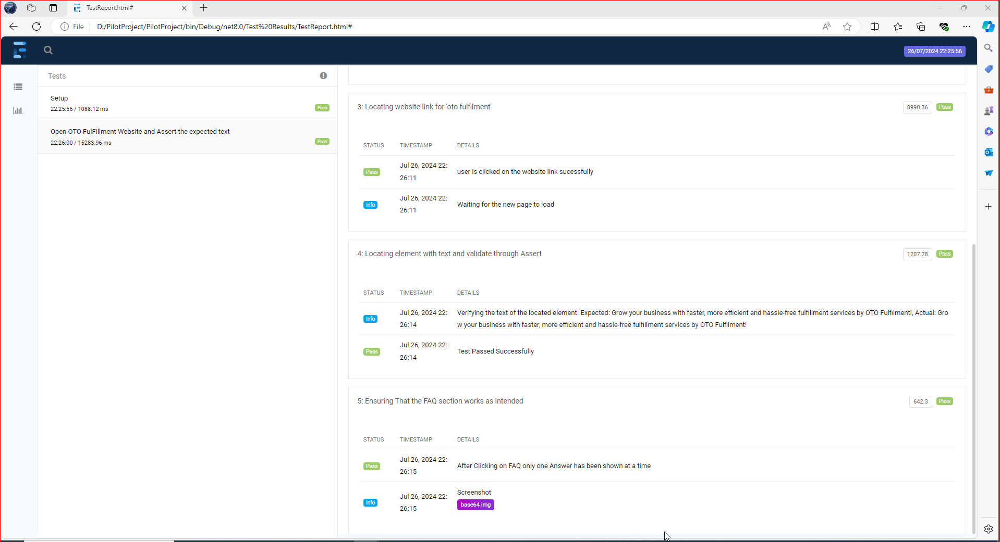 TestReport.html#
File
D:/PilotProject/PilotProject/bin/Debug/net8.0/Test%20Results/TestReport.html#
26/07/2024 22:25:56
Tests
Setup
22:25:56 / 1088.12 ms
Pass
Open OTO FulFillment Website and Assert the expected text
22:26:00 / 15283.96 ms
Pass
3: Locating website link for 'oto fulfilment'
8990.36
Pass
STATUS TIMESTAMP DETAILS
Pass
Jul 26, 2024 22:
26:11
user is clicked on the website link sucessfully
Info
Jul 26, 2024 22:
26:11
Waiting for the new page to load
4: Locating element with text and validate through Assert
1207.78
Pass
STATUS TIMESTAMP DETAILS
Info
Jul 26, 2024 22:
26:14
Verifying the text of the located element. Expected: Grow your business with faster, more efficient and hassle-free fulfillment services by OTO Fulfilment!, Actual: Gro
w your business with faster, more efficient and hassle-free fulfillment services by OTO Fulfilment!
Pass
Jul 26, 2024 22:
26:14
Test Passed Successfully
5: Ensuring That the FAQ section works as intended
642.3
Pass
STATUS TIMESTAMP DETAILS
Pass
Jul 26, 2024 22:
26:15
After Clicking on FAQ only one Answer has been shown at a time
Info
Jul 26, 2024 22:
26:15
Screenshot
base64 img